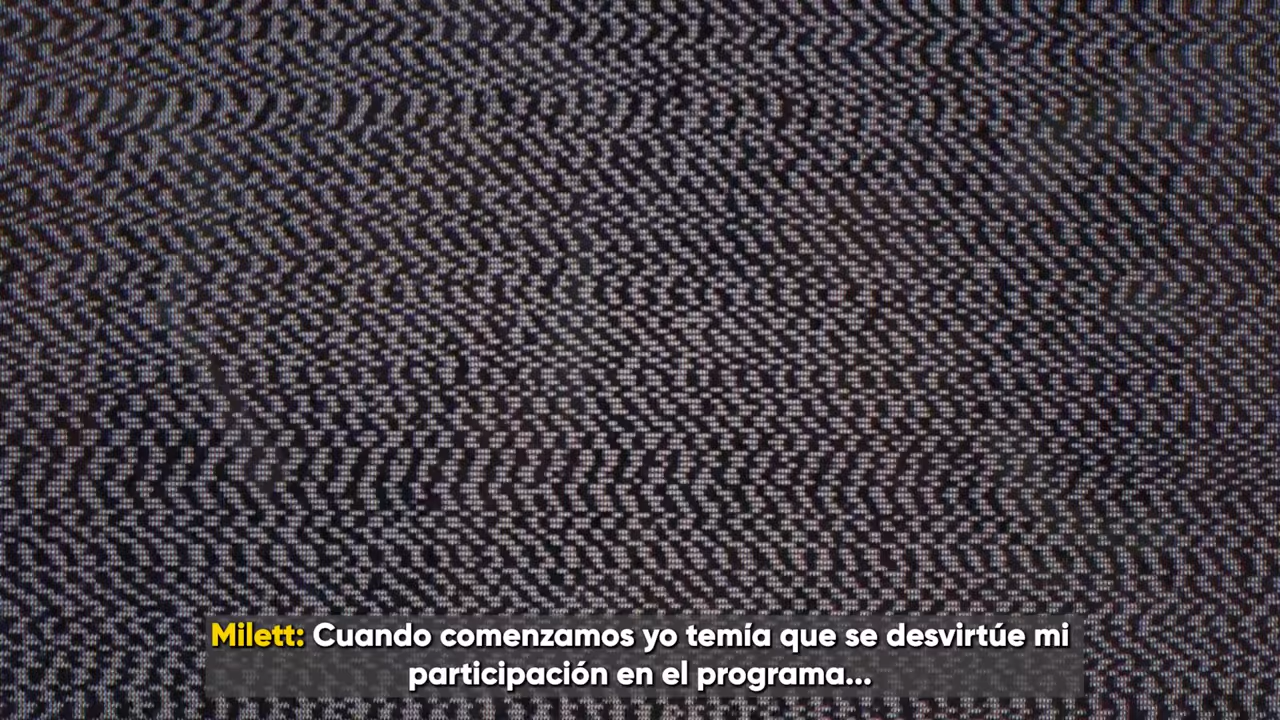 Milett: Cuando comenzamos yo temía que se desvirtúe mi
participación en el programa...